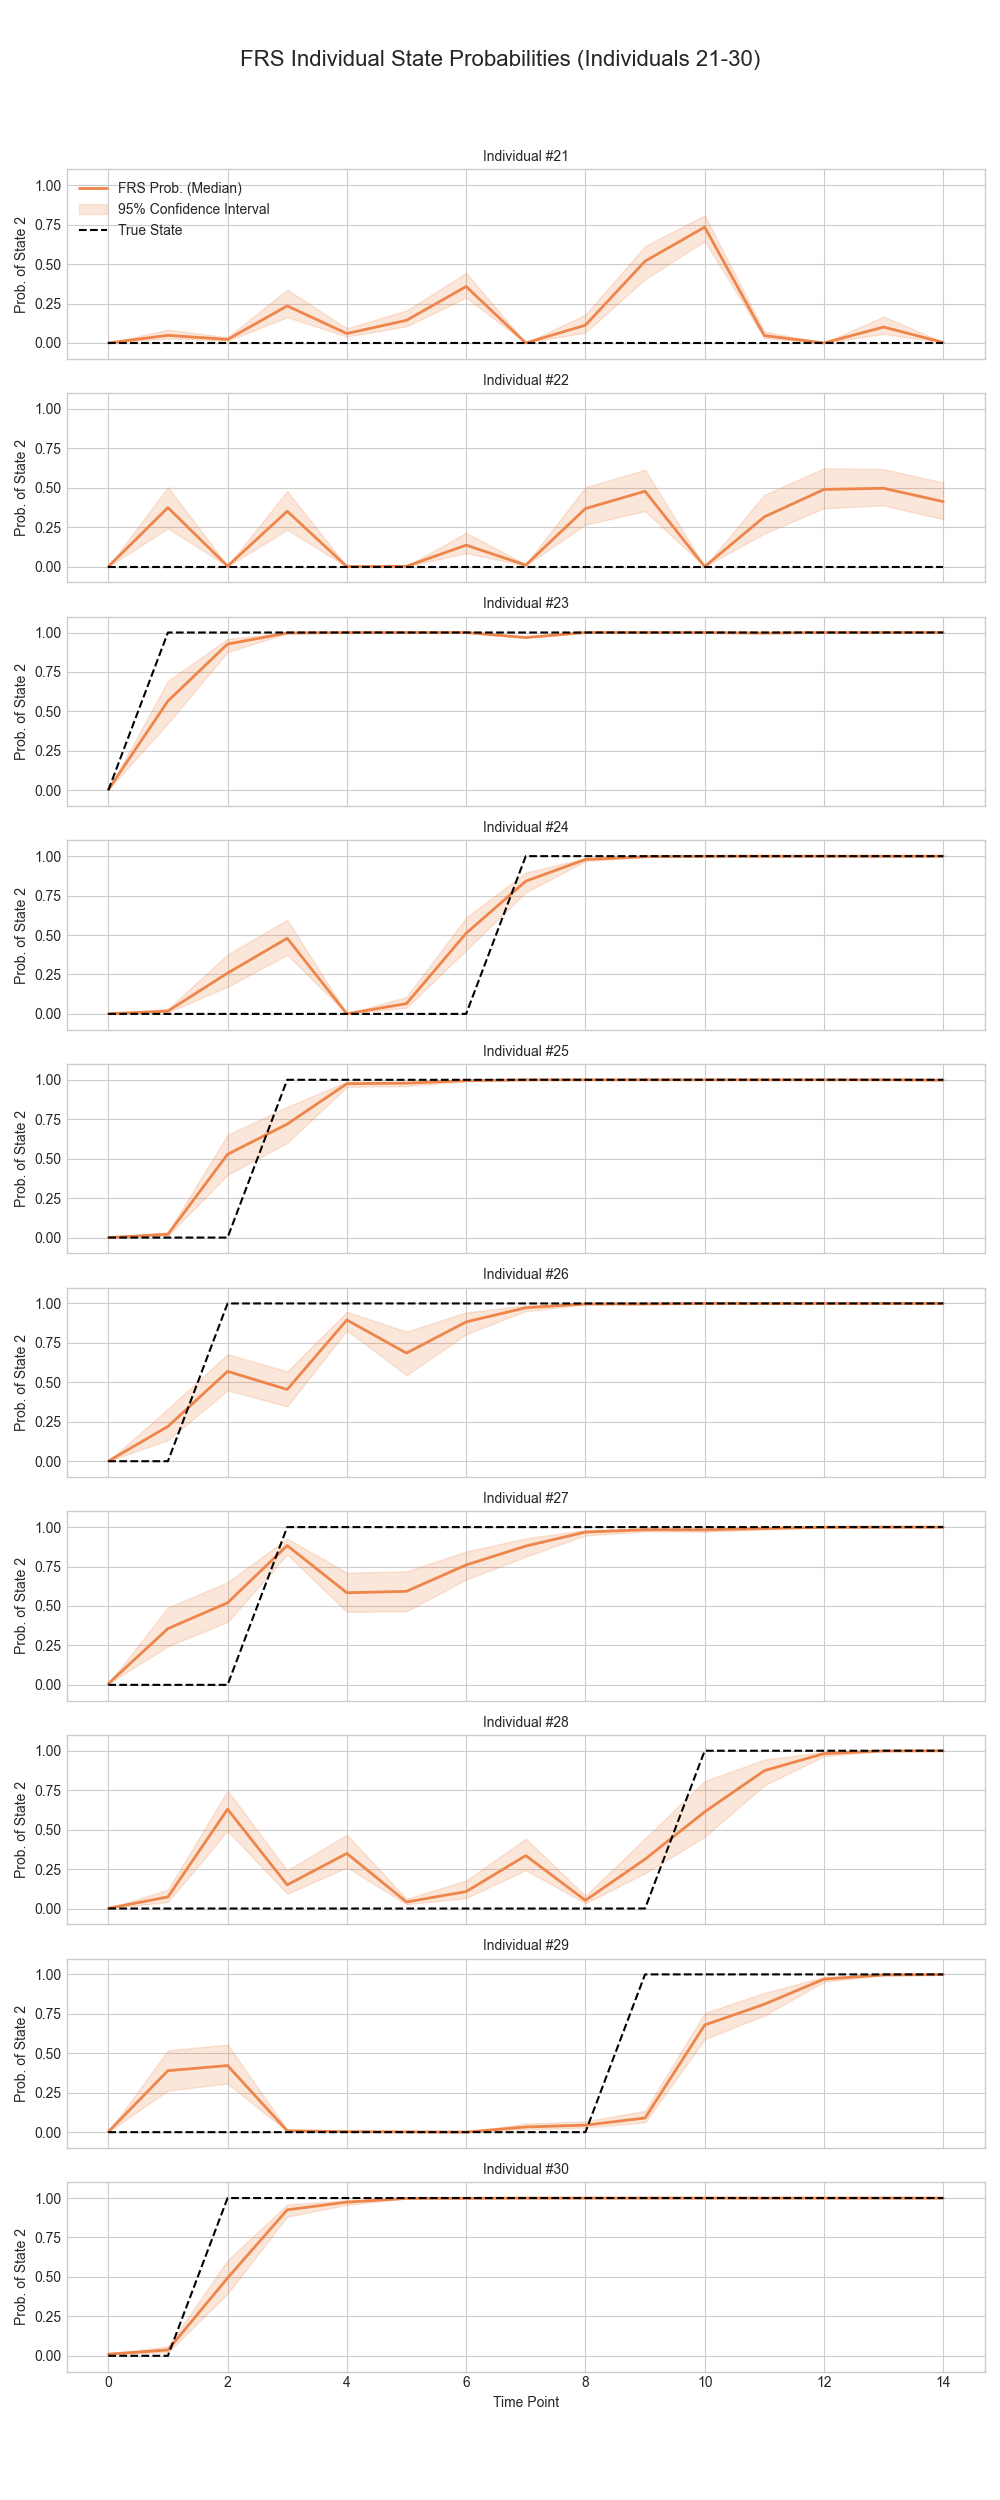 FRS Individual State Probabilities (Individuals 21-30)
Individual #21
1.00
0.75
0.50
0.25
0.00
Prob. of State 2
FRS Prob. (Median)
95% Confidence Interval
True State
Individual #22
1.00
0.75
0.50
0.25
0.00
Prob. of State 2
Individual #23
1.00
0.75
0.50
0.25
0.00
Prob. of State 2
Individual #24
1.00
0.75
0.50
0.25
0.00
Prob. of State 2
Individual #25
1.00
0.75
0.50
0.25
0.00
Prob. of State 2
Individual #26
1.00
0.75
0.50
0.25
0.00
Prob. of State 2
Individual #27
1.00
0.75
0.50
0.25
0.00
Prob. of State 2
Individual #28
1.00
0.75
0.50
0.25
0.00
Prob. of State 2
Individual #29
1.00
0.75
0.50
0.25
0.00
Prob. of State 2
Individual #30
1.00
0.75
0.50
0.25
0.00
Prob. of State 2
0 2 4 6 8 10 12 14
Time Point